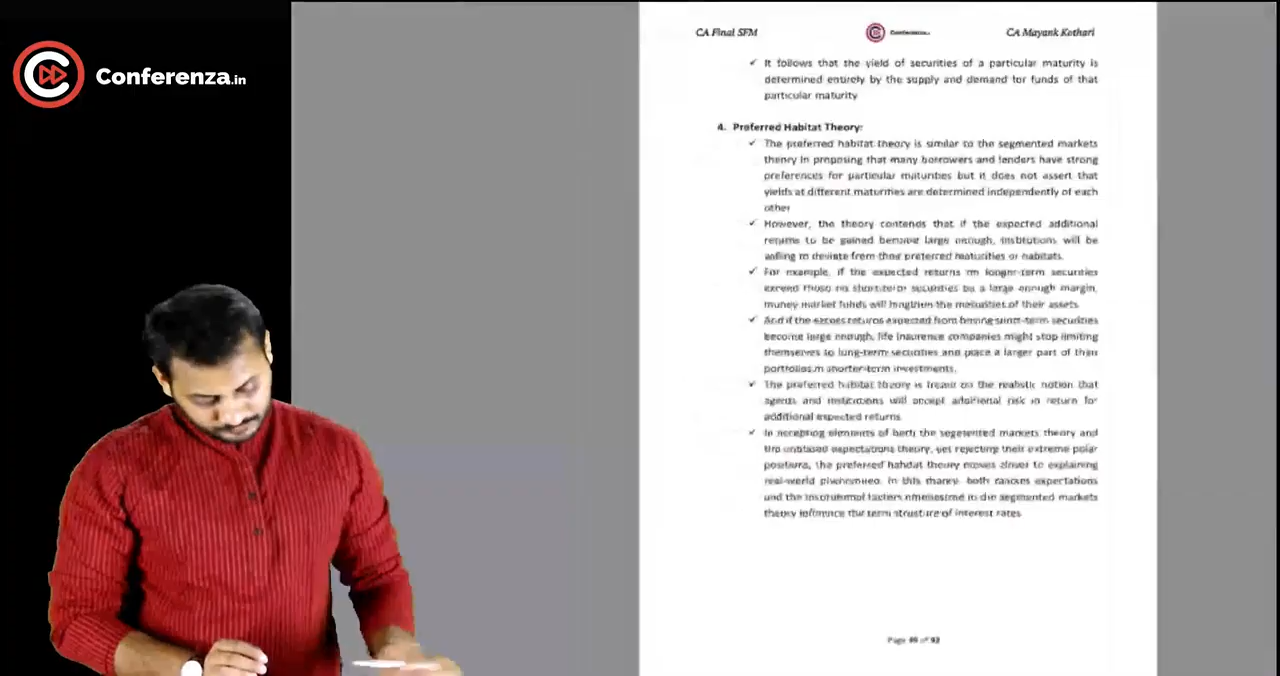 Conferenza.in
CA Final SFM
Conferenza.in
CA Mayank Kothari
✓ It follows that the yield of securities of a particular maturity is
determined entirely by the supply and demand for funds of that
particular maturity
4. Preferred Habitat Theory:
✓ The preferred habitat theory is similar to the segmented markets
theory in proposing that many borrowers and lenders have strong
preferences for particular maturities but it does not assert that
yields at different maturities are determined independently of each
other
✓ However, the theory contends that if the expected additional
returns to be gained become large enough, institutions will be
willing to deviate from their preferred maturities or habitats.
✓ For example, if the expected returns on longer-term securities
exceed those on short-term securities by a large enough margin,
money market funds will lengthen the maturities of their assets.
✓ And if the excess returns expected from buying short-term securities
become large enough, life insurance companies might stop limiting
themselves to long-term securities and place a larger part of their
portfolios in shorter-term investments.
✓ The preferred habitat theory is based on the realistic notion that
agents and institutions will accept additional risk in return for
additional expected returns.
✓ In accepting elements of both the segmented markets theory and
the unbiased expectations theory, yet rejecting their extreme polar
positions, the preferred habitat theory moves closer to explaining
real-world phenomena. In this theory, both market expectations
and the institutional factors emphasized in the segmented markets
theory influence the term structure of interest rates
Page of 92